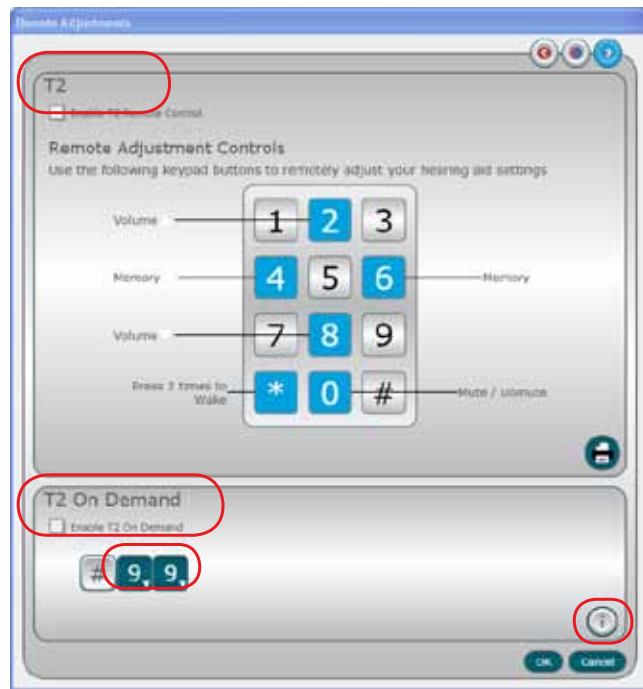 Remote Adjustments
T2
Enable T2 Remote Control
Remote Adjustment Controls
Use the following keypad buttons to remotely adjust your hearing aid settings
Volume
1 2 3
Memory
4 5 6
Memory
Volume
7 8 9
Press 3 times to
Wake
* 0 #
Mute / Unmute
T2 On Demand
Enable T2 On Demand
# 9 9
i
OK Cancel